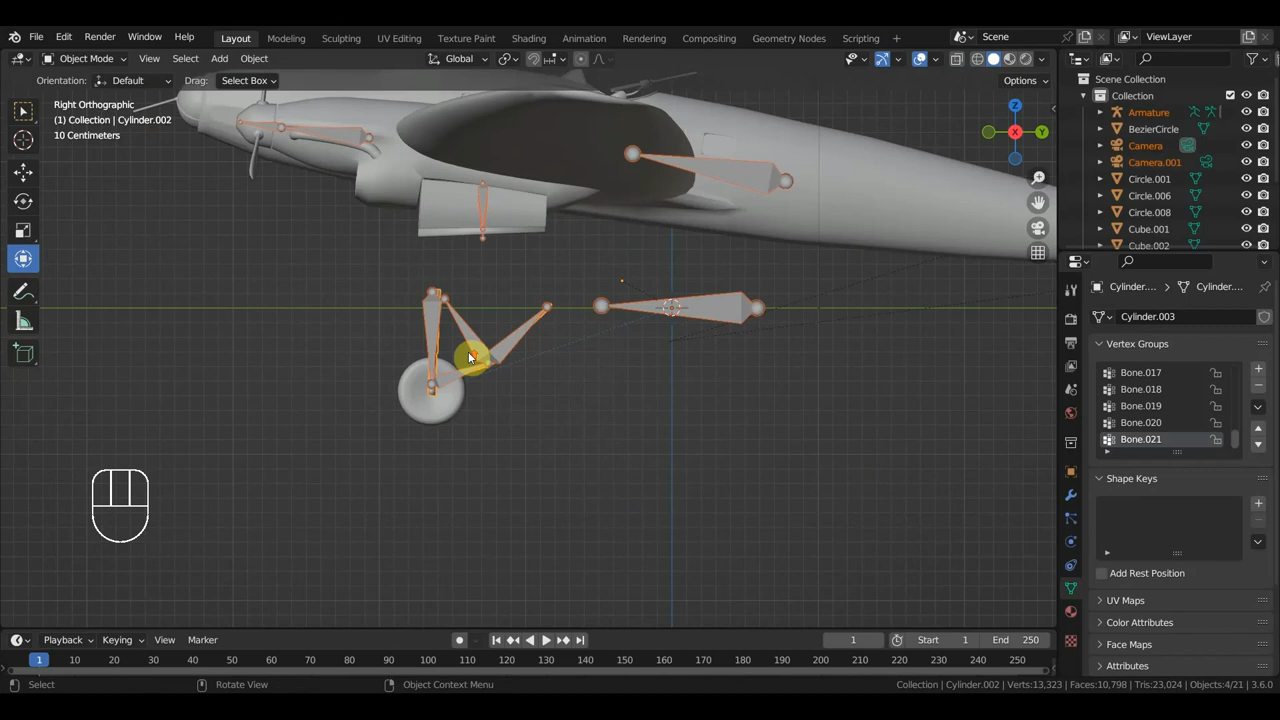 File Edit Render Window Help
Layout Modeling Sculpting UV Editing Texture Paint Shading Animation Rendering Compositing Geometry Nodes Scripting +
Scene
ViewLayer
Object Mode View Select Add Object
Global
Orientation: Default Drag: Select Box
Options
Right Orthographic
(1) Collection | Cylinder.002
10 Centimeters
Z
X
Y
Scene Collection
Collection
Armature
BezierCircle
Camera
Camera.001
Circle.001
Circle.006
Circle.008
Cube.001
Cube.002
Cylinder.... Cylinder....
Cylinder.003
Vertex Groups
Bone.017
Bone.018
Bone.019
Bone.020
Bone.021
Shape Keys
Add Rest Position
UV Maps
Color Attributes
Face Maps
Attributes
Playback Keying View Marker
1 Start 1 End 250
1 10 20 30 40 50 60 70 80 90 100 110 120 130 140 150 160 170 180 190 200 210 220 230 240 250
Select Rotate View Object Context Menu
Collection | Cylinder.002 | Verts:13,323 | Faces:10,798 | Tris:23,024 | Objects:4/21 | 3.6.0